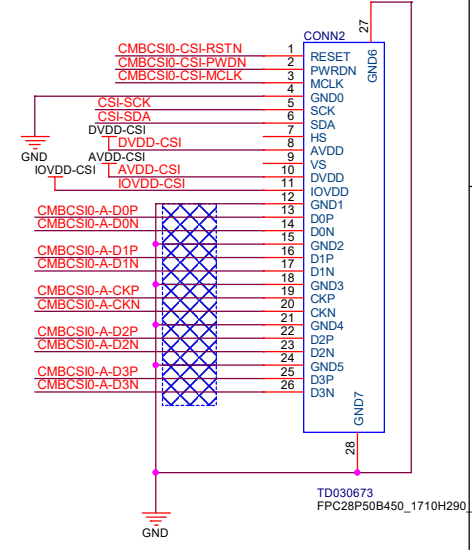 CONN2
27
GND6
CMBCSI0-CSI-RSTN 1 RESET
CMBCSI0-CSI-PWDN 2 PWRDN
CMBCSI0-CSI-MCLK 3 MCLK
4 GND0
CSI-SCK 5 SCK
CSI-SDA 6 SDA
DVDD-CSI 7 HS
DVDD-CSI 8 AVDD
GND AVDD-CSI 9 VS
IOVDD-CSI AVDD-CSI 10 DVDD
IOVDD-CSI 11 IOVDD
12 GND1
CMBCSI0-A-D0P 13 D0P
CMBCSI0-A-D0N 14 D0N
15 GND2
CMBCSI0-A-D1P 16 D1P
CMBCSI0-A-D1N 17 D1N
18 GND3
CMBCSI0-A-CKP 19 CKP
CMBCSI0-A-CKN 20 CKN
21 GND4
CMBCSI0-A-D2P 22 D2P
CMBCSI0-A-D2N 23 D2N
24 GND5
CMBCSI0-A-D3P 25 D3P
CMBCSI0-A-D3N 26 D3N
GND7
28
TD030673
FPC28P50B450_1710H290_
GND